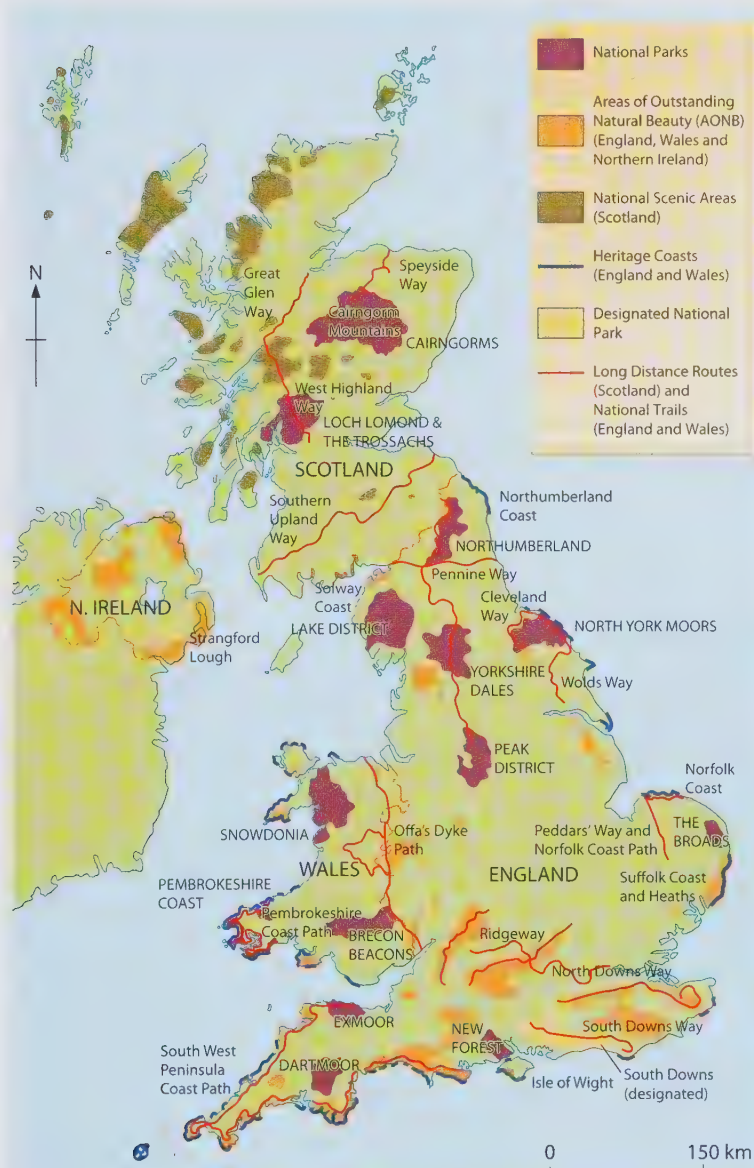 National Parks
Areas of Outstanding
Natural Beauty (AONB)
(England, Wales and
Northern Ireland)
National Scenic Areas
(Scotland)
Heritage Coasts
(England and Wales)
Designated National
Park
Long Distance Routes
(Scotland) and
National Trails
(England and Wales)
N
Great
Glen
Way
Speyside
Way
Cairngorm
Mountains
CAIRNGORMS
West Highland
Way
LOCH LOMOND &
THE TROSSACHS
SCOTLAND
Southern
Upland
Way
Northumberland
Coast
NORTHUMBERLAND
Pennine Way
Solway
Coast
Cleveland
Way
N. IRELAND
Strangford
Lough
LAKE DISTRICT
NORTH YORK MOORS
YORKSHIRE
DALES
Wolds Way
PEAK
DISTRICT
Norfolk
Coast
SNOWDONIA
Offa's Dyke
Path
Peddars' Way and
Norfolk Coast Path
THE
BROADS
WALES
ENGLAND
Suffolk Coast
and Heaths
PEMBROKESHIRE
COAST
Pembrokeshire
Coast Path
BRECON
BEACONS
Ridgeway
North Downs Way
EXMOOR
NEW
FOREST
South Downs Way
South West
Peninsula
Coast Path
DARTMOOR
Isle of Wight
South Downs
(designated)
0
150 km